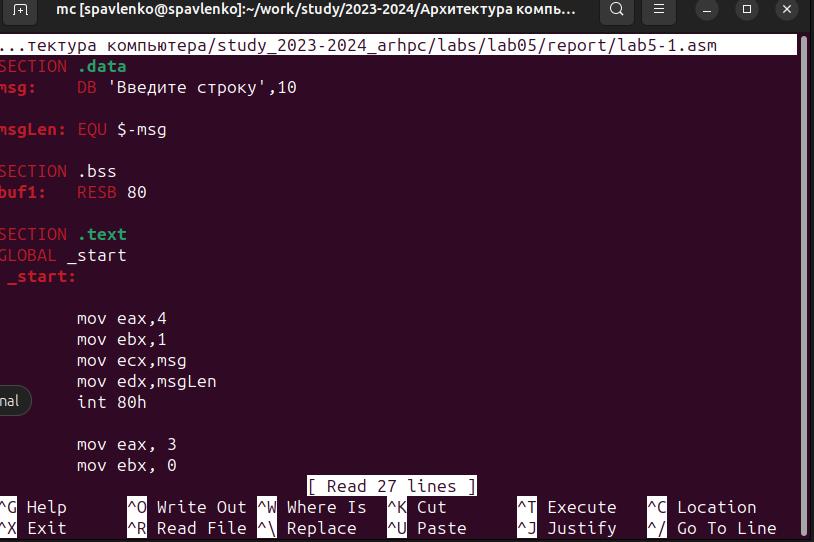 mc [spavlenko@spavlenko]:~/work/study/2023-2024/Архитектура компь...
...тектура компьютера/study_2023-2024_arhpc/labs/lab05/report/lab5-1.asm
SECTION .data
msg: DB 'Введите строку',10
msgLen: EQU $-msg
SECTION .bss
buf1: RESB 80
SECTION .text
GLOBAL _start
_start:
mov eax,4
mov ebx,1
mov ecx,msg
mov edx,msgLen
int 80h
nal
mov eax, 3
mov ebx, 0
[ Read 27 lines ]
^G Help ^O Write Out ^W Where Is ^K Cut ^T Execute ^C Location
^X Exit ^R Read File ^\ Replace ^U Paste ^J Justify ^/ Go To Line